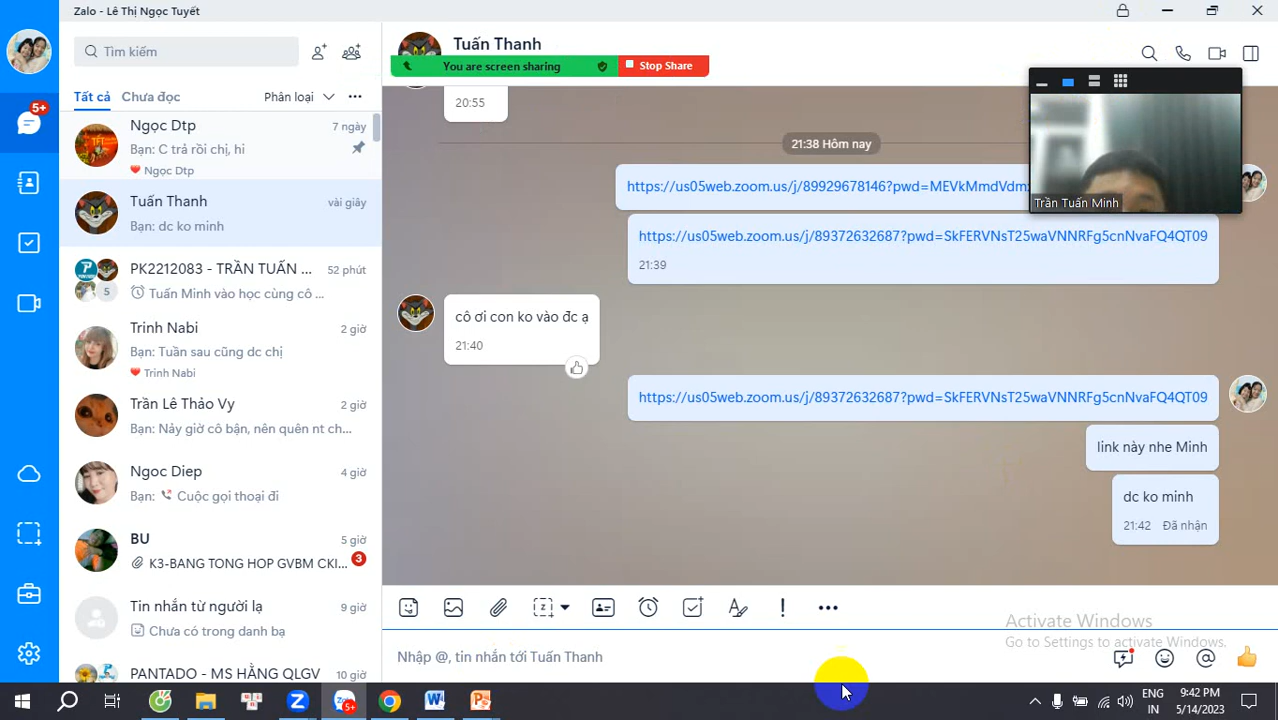 Zalo - Lê Thị Ngọc Tuyết
Tìm kiếm
Tất cả
Chưa đọc
Phân loại
5+
Ngọc Dtp
7 ngày
Bạn: C trả rồi chị, hi
Ngọc Dtp
Tuấn Thanh
vài giây
Bạn: dc ko minh
PK2212083 - TRẦN TUẤN ...
52 phút
5
Tuấn Minh vào học cùng cô ...
Trinh Nabi
2 giờ
Bạn: Tuần sau cũng dc chị
Trinh Nabi
Trần Lê Thảo Vy
2 giờ
Bạn: Nảy giờ cô bận, nên quên nt ch...
Ngoc Diep
4 giờ
Bạn: Cuộc gọi thoại đi
BU
5 giờ
K3-BANG TONG HOP GVBM CKI...
3
Tin nhắn từ người lạ
9 giờ
Chưa có trong danh bạ
PANTADO - MS HẰNG QLGV
10 giờ
Tuấn Thanh
You are screen sharing
Stop Share
Trần Tuấn Minh
20:55
21:38 Hôm nay
https://us05web.zoom.us/j/89929678146?pwd=MEVkMmdVdm
https://us05web.zoom.us/j/89372632687?pwd=SkFERVNsT25waVNNRFg5cnNvaFQ4QT09
21:39
cô ơi con ko vào đc ạ
21:40
https://us05web.zoom.us/j/89372632687?pwd=SkFERVNsT25waVNNRFg5cnNvaFQ4QT09
link này nhe Minh
dc ko minh
21:42 Đã nhận
Activate Windows
Go to Settings to activate Windows.
Nhập @, tin nhắn tới Tuấn Thanh
5+
ENG
IN
9:42 PM
5/14/2023